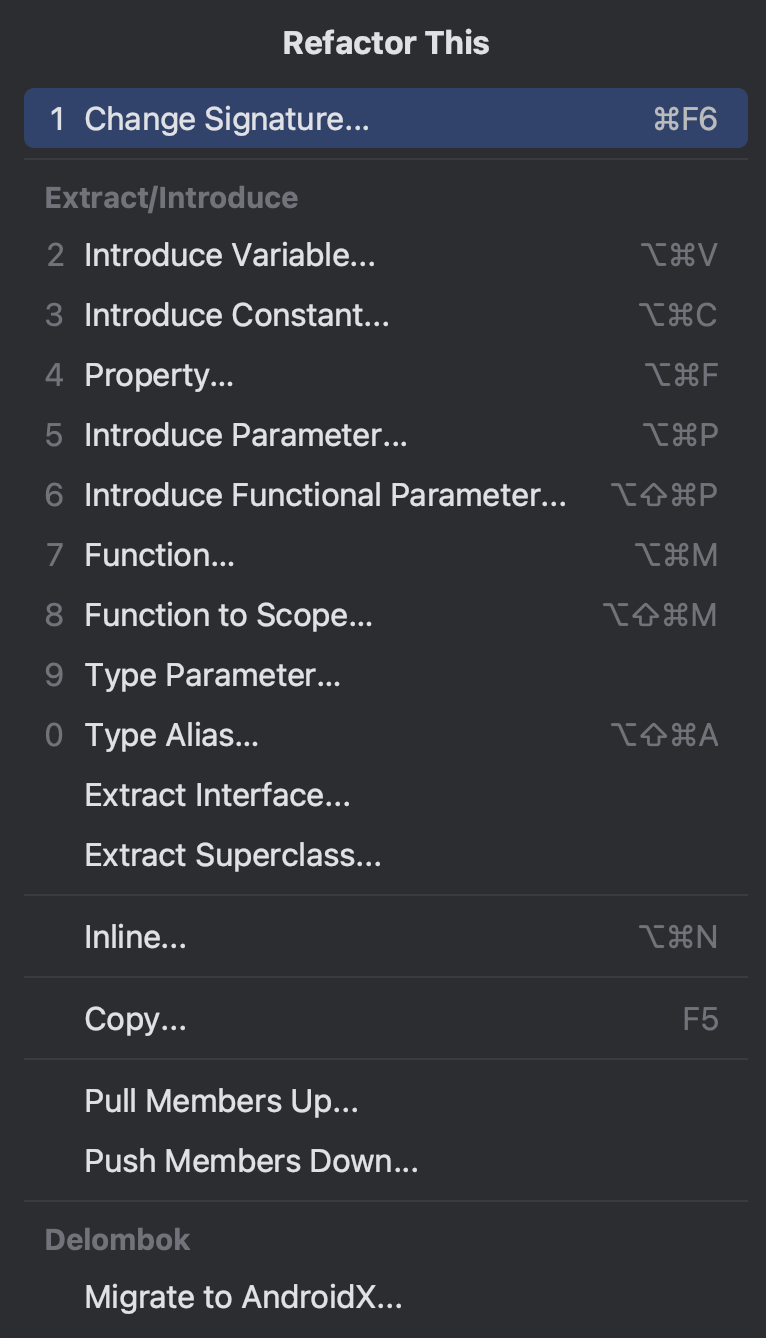 Refactor This
1 Change Signature... ⌘F6
Extract/Introduce
2 Introduce Variable... ⌥⌘V
3 Introduce Constant... ⌥⌘C
4 Property... ⌥⌘F
5 Introduce Parameter... ⌥⌘P
6 Introduce Functional Parameter... ⌥⇧⌘P
7 Function... ⌥⌘M
8 Function to Scope... ⌥⇧⌘M
9 Type Parameter...
0 Type Alias... ⌥⇧⌘A
Extract Interface...
Extract Superclass...
Inline... ⌥⌘N
Copy... F5
Pull Members Up...
Push Members Down...
Delombok
Migrate to AndroidX...